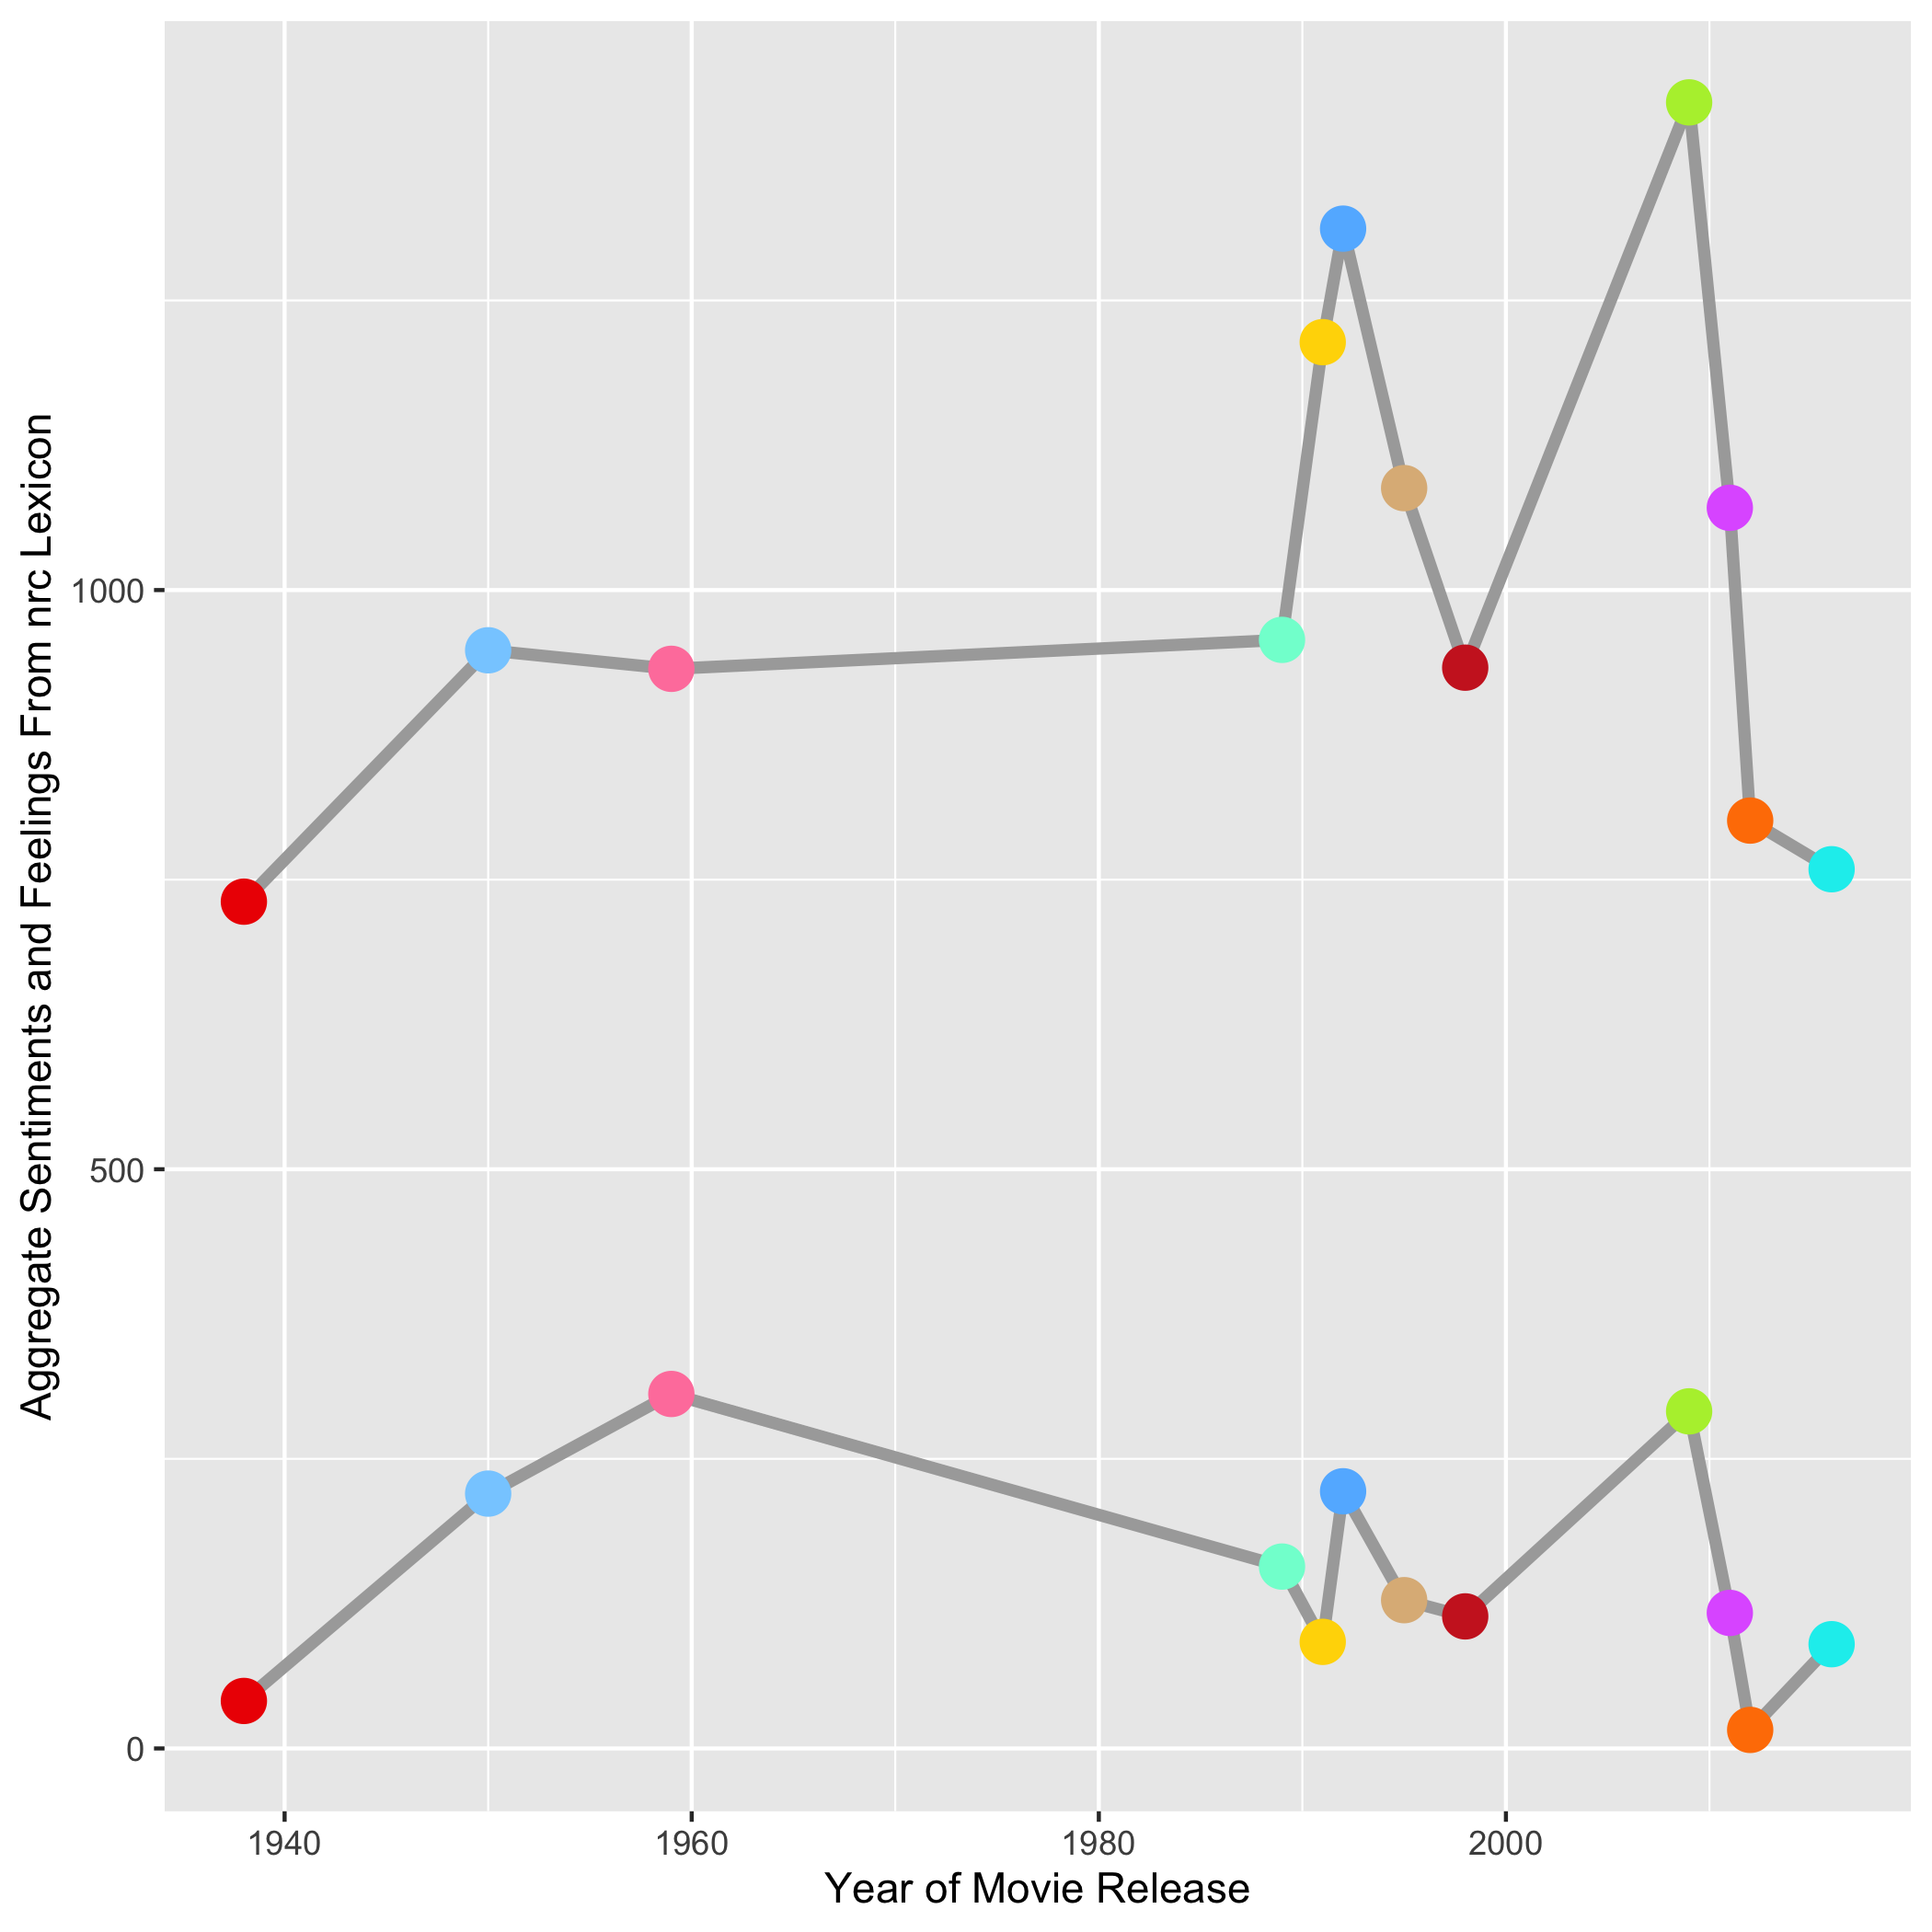 Aggregate Sentiments and Feelings From nrc Lexicon
1000
500
0
1940 1960 1980 2000
Year of Movie Release